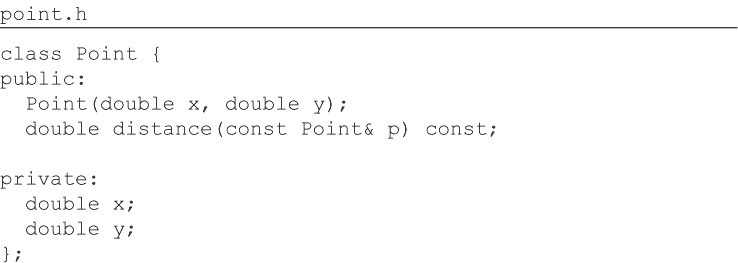 point.h
class Point {
public:
  Point(double x, double y);
  double distance(const Point& p) const;

private:
  double x;
  double y;
};